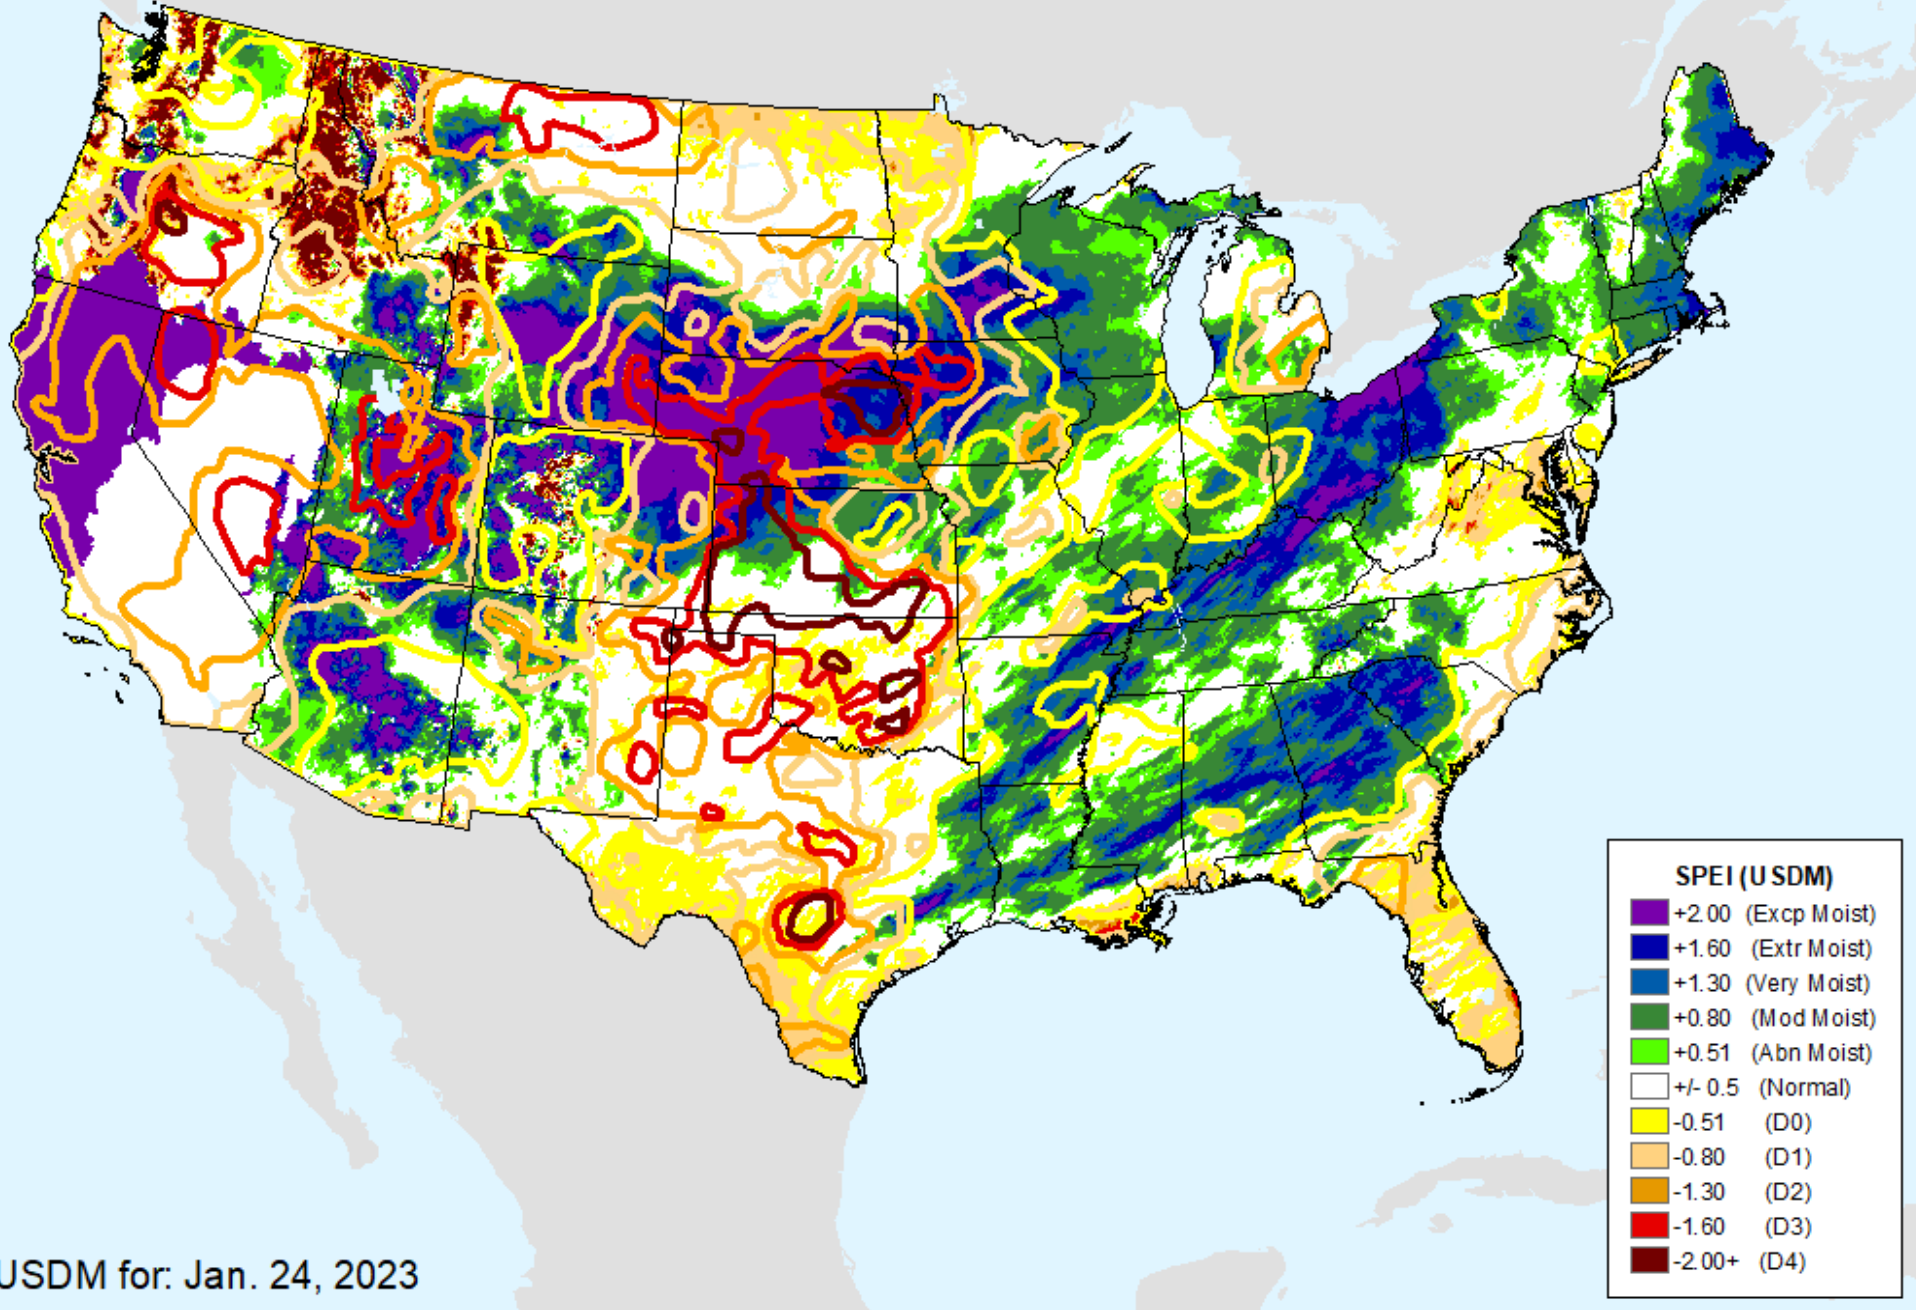 SPEI (USDM)
+2.00 (Excp Moist)
+1.60 (Extr Moist)
+1.30 (Very Moist)
+0.80 (Mod Moist)
+0.51 (Abn Moist)
+/- 0.5 (Normal)
-0.51 (D0)
-0.80 (D1)
-1.30 (D2)
-1.60 (D3)
-2.00+ (D4)
USDM for: Jan. 24, 2023